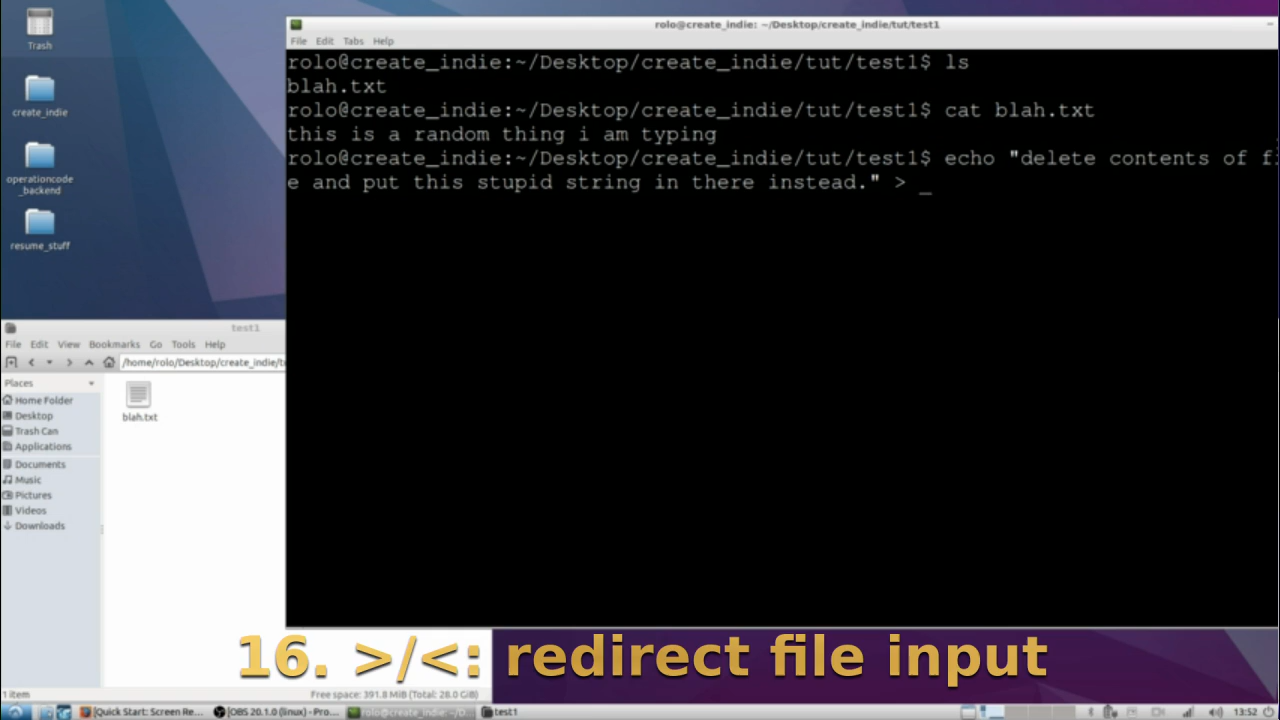 Trash
create_indie
operationcode
_backend
resume_stuff
rolo@create_indie: ~/Desktop/create_indie/tut/test1
File Edit Tabs Help
rolo@create_indie:~/Desktop/create_indie/tut/test1$ ls
blah.txt
rolo@create_indie:~/Desktop/create_indie/tut/test1$ cat blah.txt
this is a random thing i am typing
rolo@create_indie:~/Desktop/create_indie/tut/test1$ echo "delete contents of f
e and put this stupid string in there instead." > _
test1
File Edit View Bookmarks Go Tools Help
/home/rolo/Desktop/create_indie/t
Places
Home Folder
Desktop
Trash Can
Applications
Documents
Music
Pictures
Videos
Downloads
blah.txt
1 item
Free space: 391.8 MiB (Total: 28.0 GiB)
16. >/<: redirect file input
[Quick Start: Screen Re...
[OBS 20.1.0 (linux) - Pro...
rolo@create_indie: ~/D...
test1
13:52